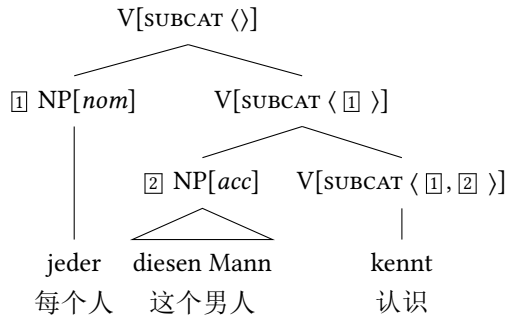 V[SUBCAT ⟨⟩]
1 NP[nom] V[SUBCAT ⟨ 1 ⟩]
2 NP[acc] V[SUBCAT ⟨ 1, 2 ⟩]
jeder diesen Mann kennt
每个人 这个男人 认识